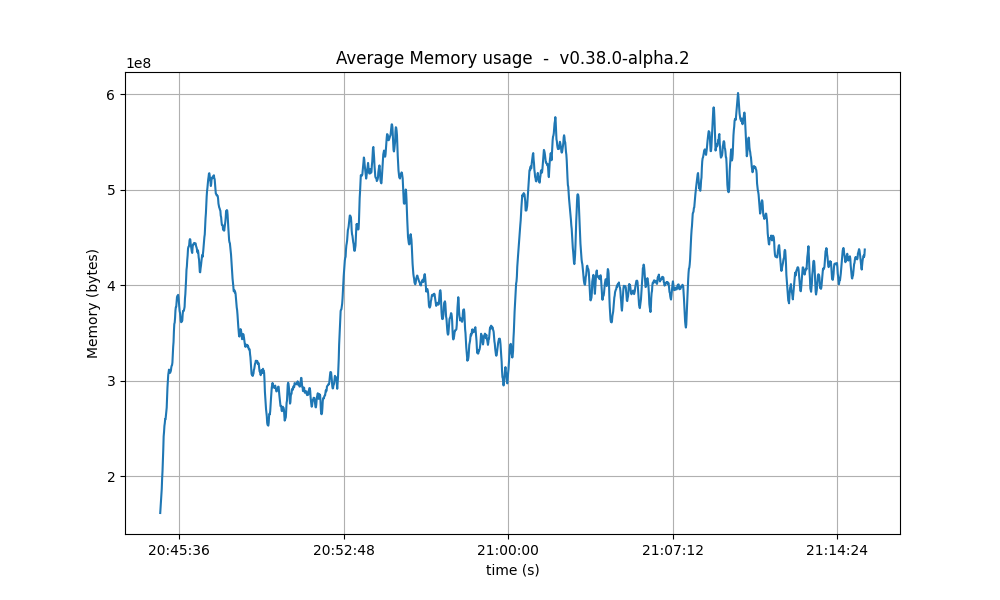 Average Memory usage  -  v0.38.0-alpha.2
1e8
6
5
4
3
2
Memory (bytes)
20:45:36 20:52:48 21:00:00 21:07:12 21:14:24
time (s)